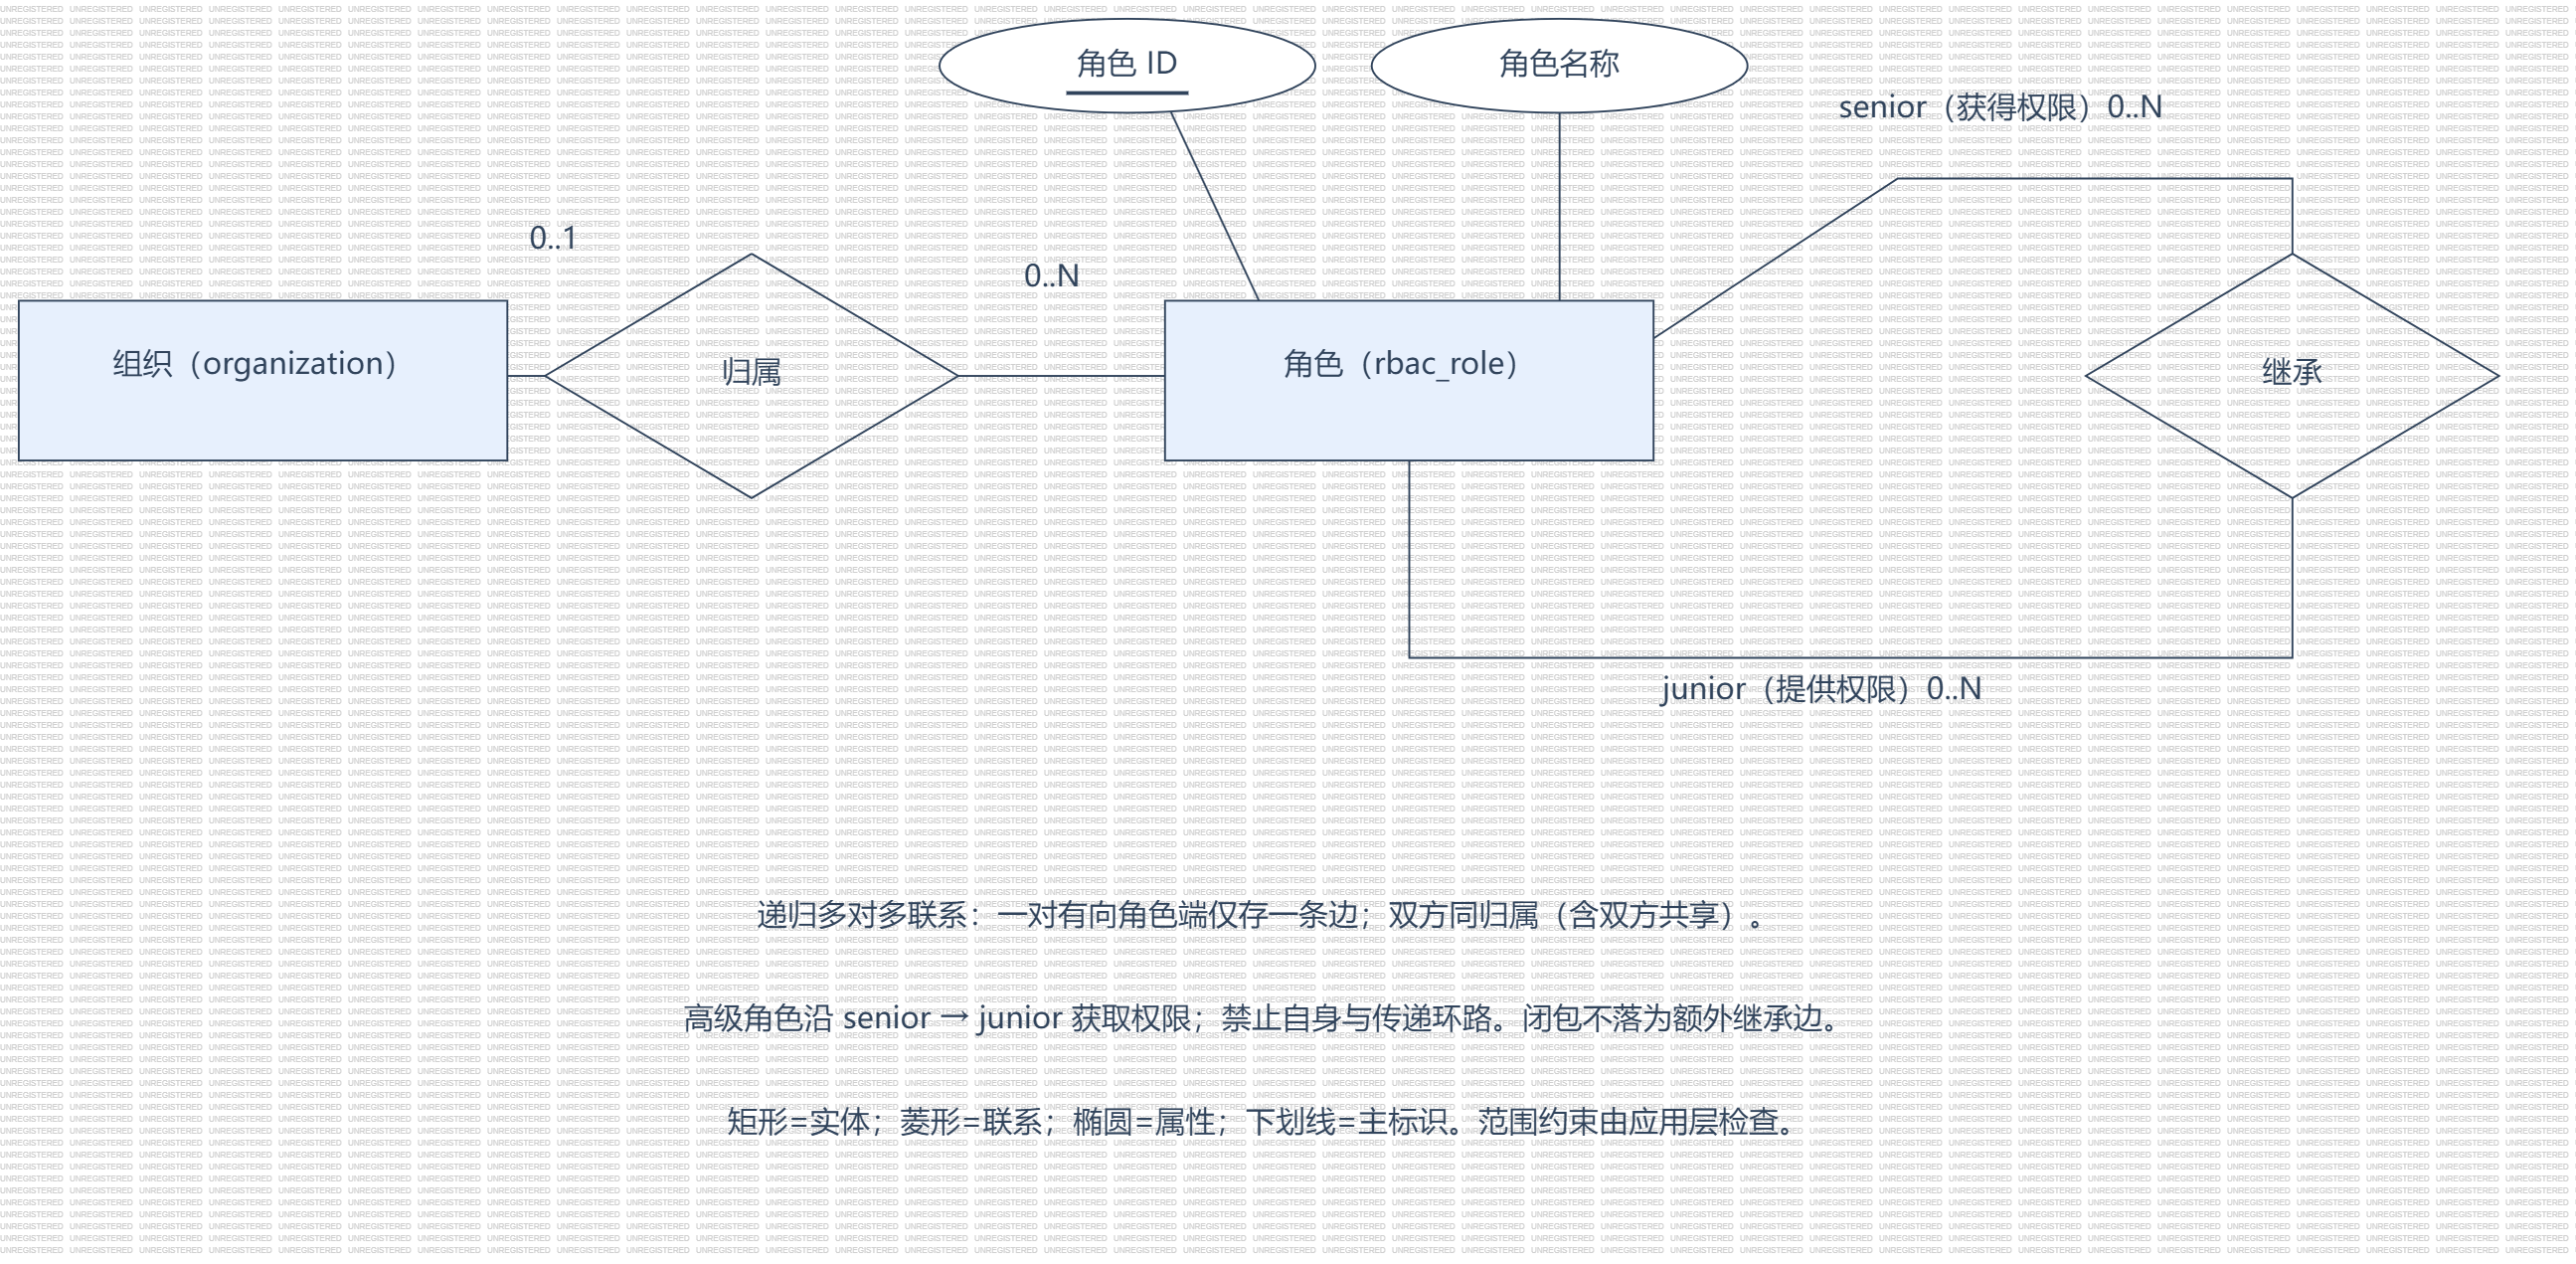 角色 ID
角色名称
senior（获得权限）0..N
0..1
0..N
组织（organization）
归属
角色（rbac_role）
继承
junior（提供权限）0..N
递归多对多联系：一对有向角色端仅存一条边；双方同归属（含双方共享）。
高级角色沿 senior → junior 获取权限；禁止自身与传递环路。闭包不落为额外继承边。
矩形=实体；菱形=联系；椭圆=属性；下划线=主标识。范围约束由应用层检查。
UNREGISTERED